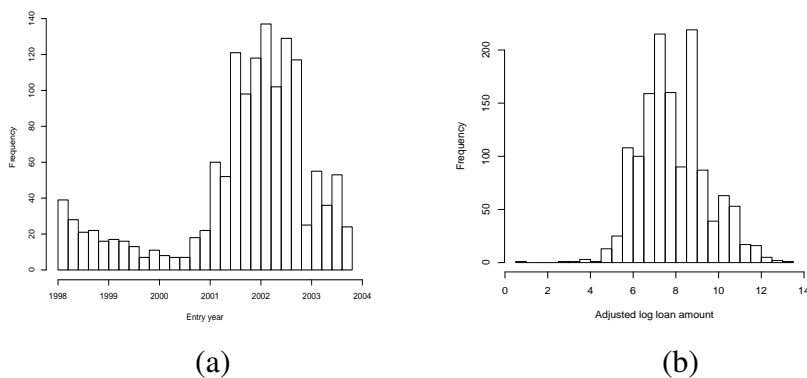 Frequency
0 20 40 60 80 100 120 140
1998 1999 2000 2001 2002 2003 2004
Entry year
(a)
Frequency
0 50 100 150 200
0 2 4 6 8 10 12 14
Adjusted log loan amount
(b)